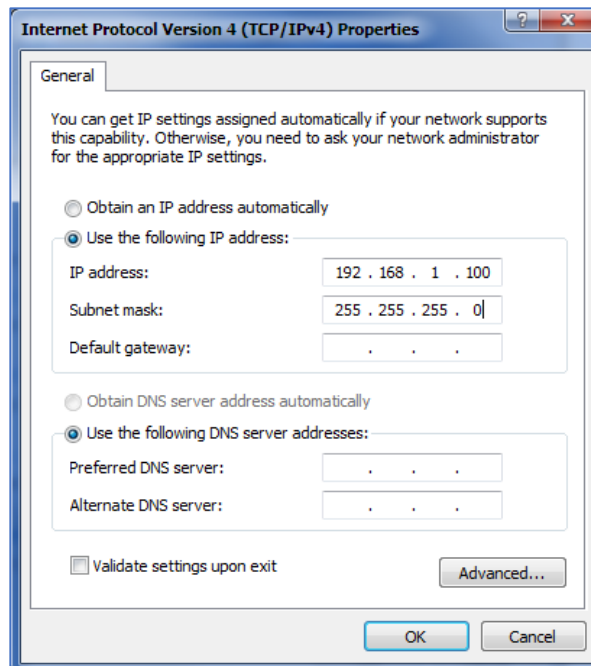 Internet Protocol Version 4 (TCP/IPv4) Properties
?
General
You can get IP settings assigned automatically if your network supports
this capability. Otherwise, you need to ask your network administrator
for the appropriate IP settings.
Obtain an IP address automatically
Use the following IP address:
IP address: 192 . 168 . 1 . 100
Subnet mask: 255 . 255 . 255 . 0
Default gateway: . . .
Obtain DNS server address automatically
Use the following DNS server addresses:
Preferred DNS server: . . .
Alternate DNS server: . . .
Validate settings upon exit
Advanced...
OK Cancel